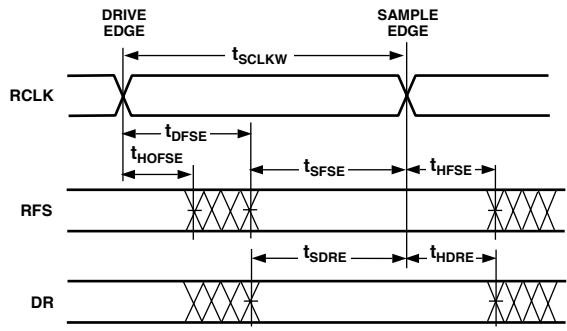 DRIVE
EDGE
SAMPLE
EDGE
tSCLKW
RCLK
tDFSE
tHOFSE
tSFSE
tHFSE
RFS
tSDRE
tHDRE
DR